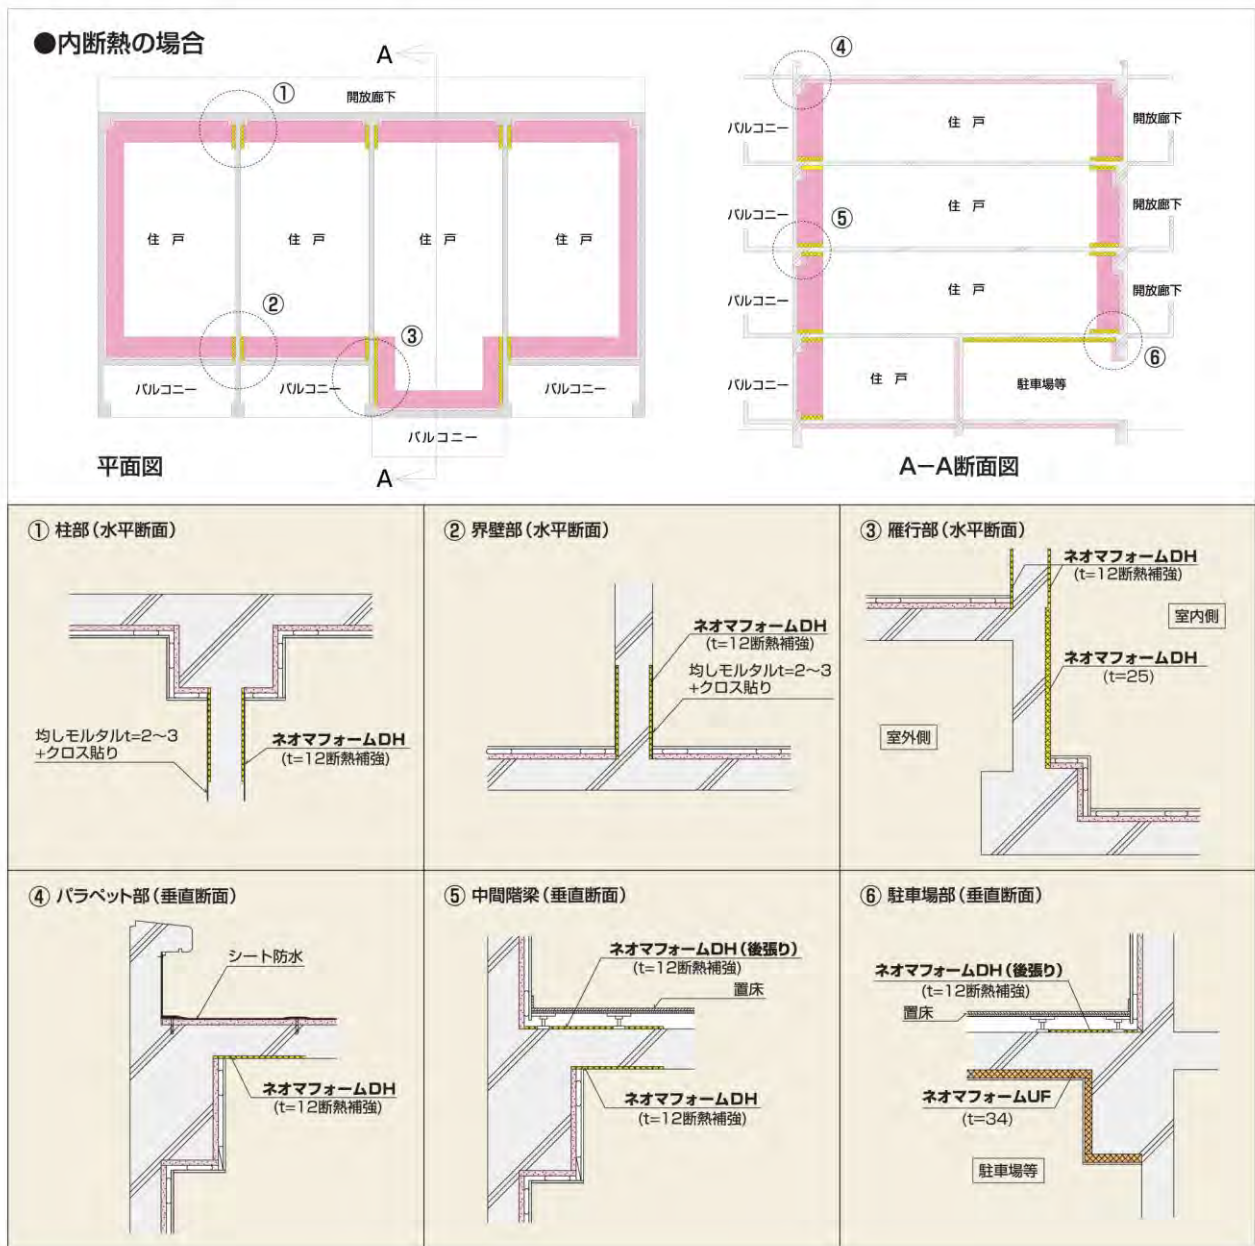 ●内断熱の場合
A
①
開放廊下
住　戸
住　戸
住　戸
住　戸
②
③
バルコニー
バルコニー
バルコニー
バルコニー
平面図
A
④
バルコニー
住　戸
開放廊下
バルコニー
住　戸
開放廊下
⑤
バルコニー
住　戸
開放廊下
⑥
バルコニー
住　戸
駐車場等
A－A断面図
① 柱部（水平断面）
均しモルタルt=2～3
+クロス貼り
ネオマフォームDH
(t=12断熱補強)
② 界壁部（水平断面）
ネオマフォームDH
(t=12断熱補強)
均しモルタルt=2～3
+クロス貼り
③ 雁行部（水平断面）
ネオマフォームDH
(t=12断熱補強)
室内側
ネオマフォームDH
(t=25)
室外側
④ パラペット部（垂直断面）
シート防水
ネオマフォームDH
(t=12断熱補強)
⑤ 中間階梁（垂直断面）
ネオマフォームDH（後張り）
(t=12断熱補強)
置床
ネオマフォームDH
(t=12断熱補強)
⑥ 駐車場部（垂直断面）
ネオマフォームDH（後張り）
(t=12断熱補強)
置床
ネオマフォームUF
(t=34)
駐車場等